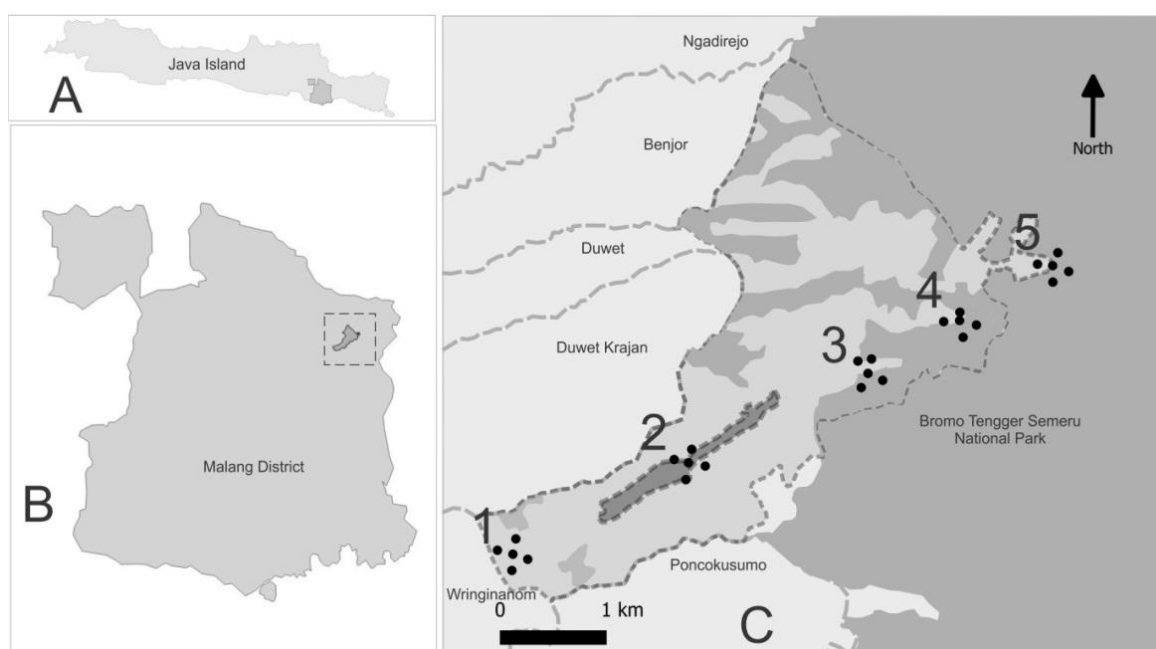 Java Island
A
Malang District
B
Ngadirejo
North
Benjor
5
Duwet
4
Duwet Krajan
3
Bromo Tengger Semeru
National Park
2
1
Poncokusumo
Wringinanom
0 1 km
C